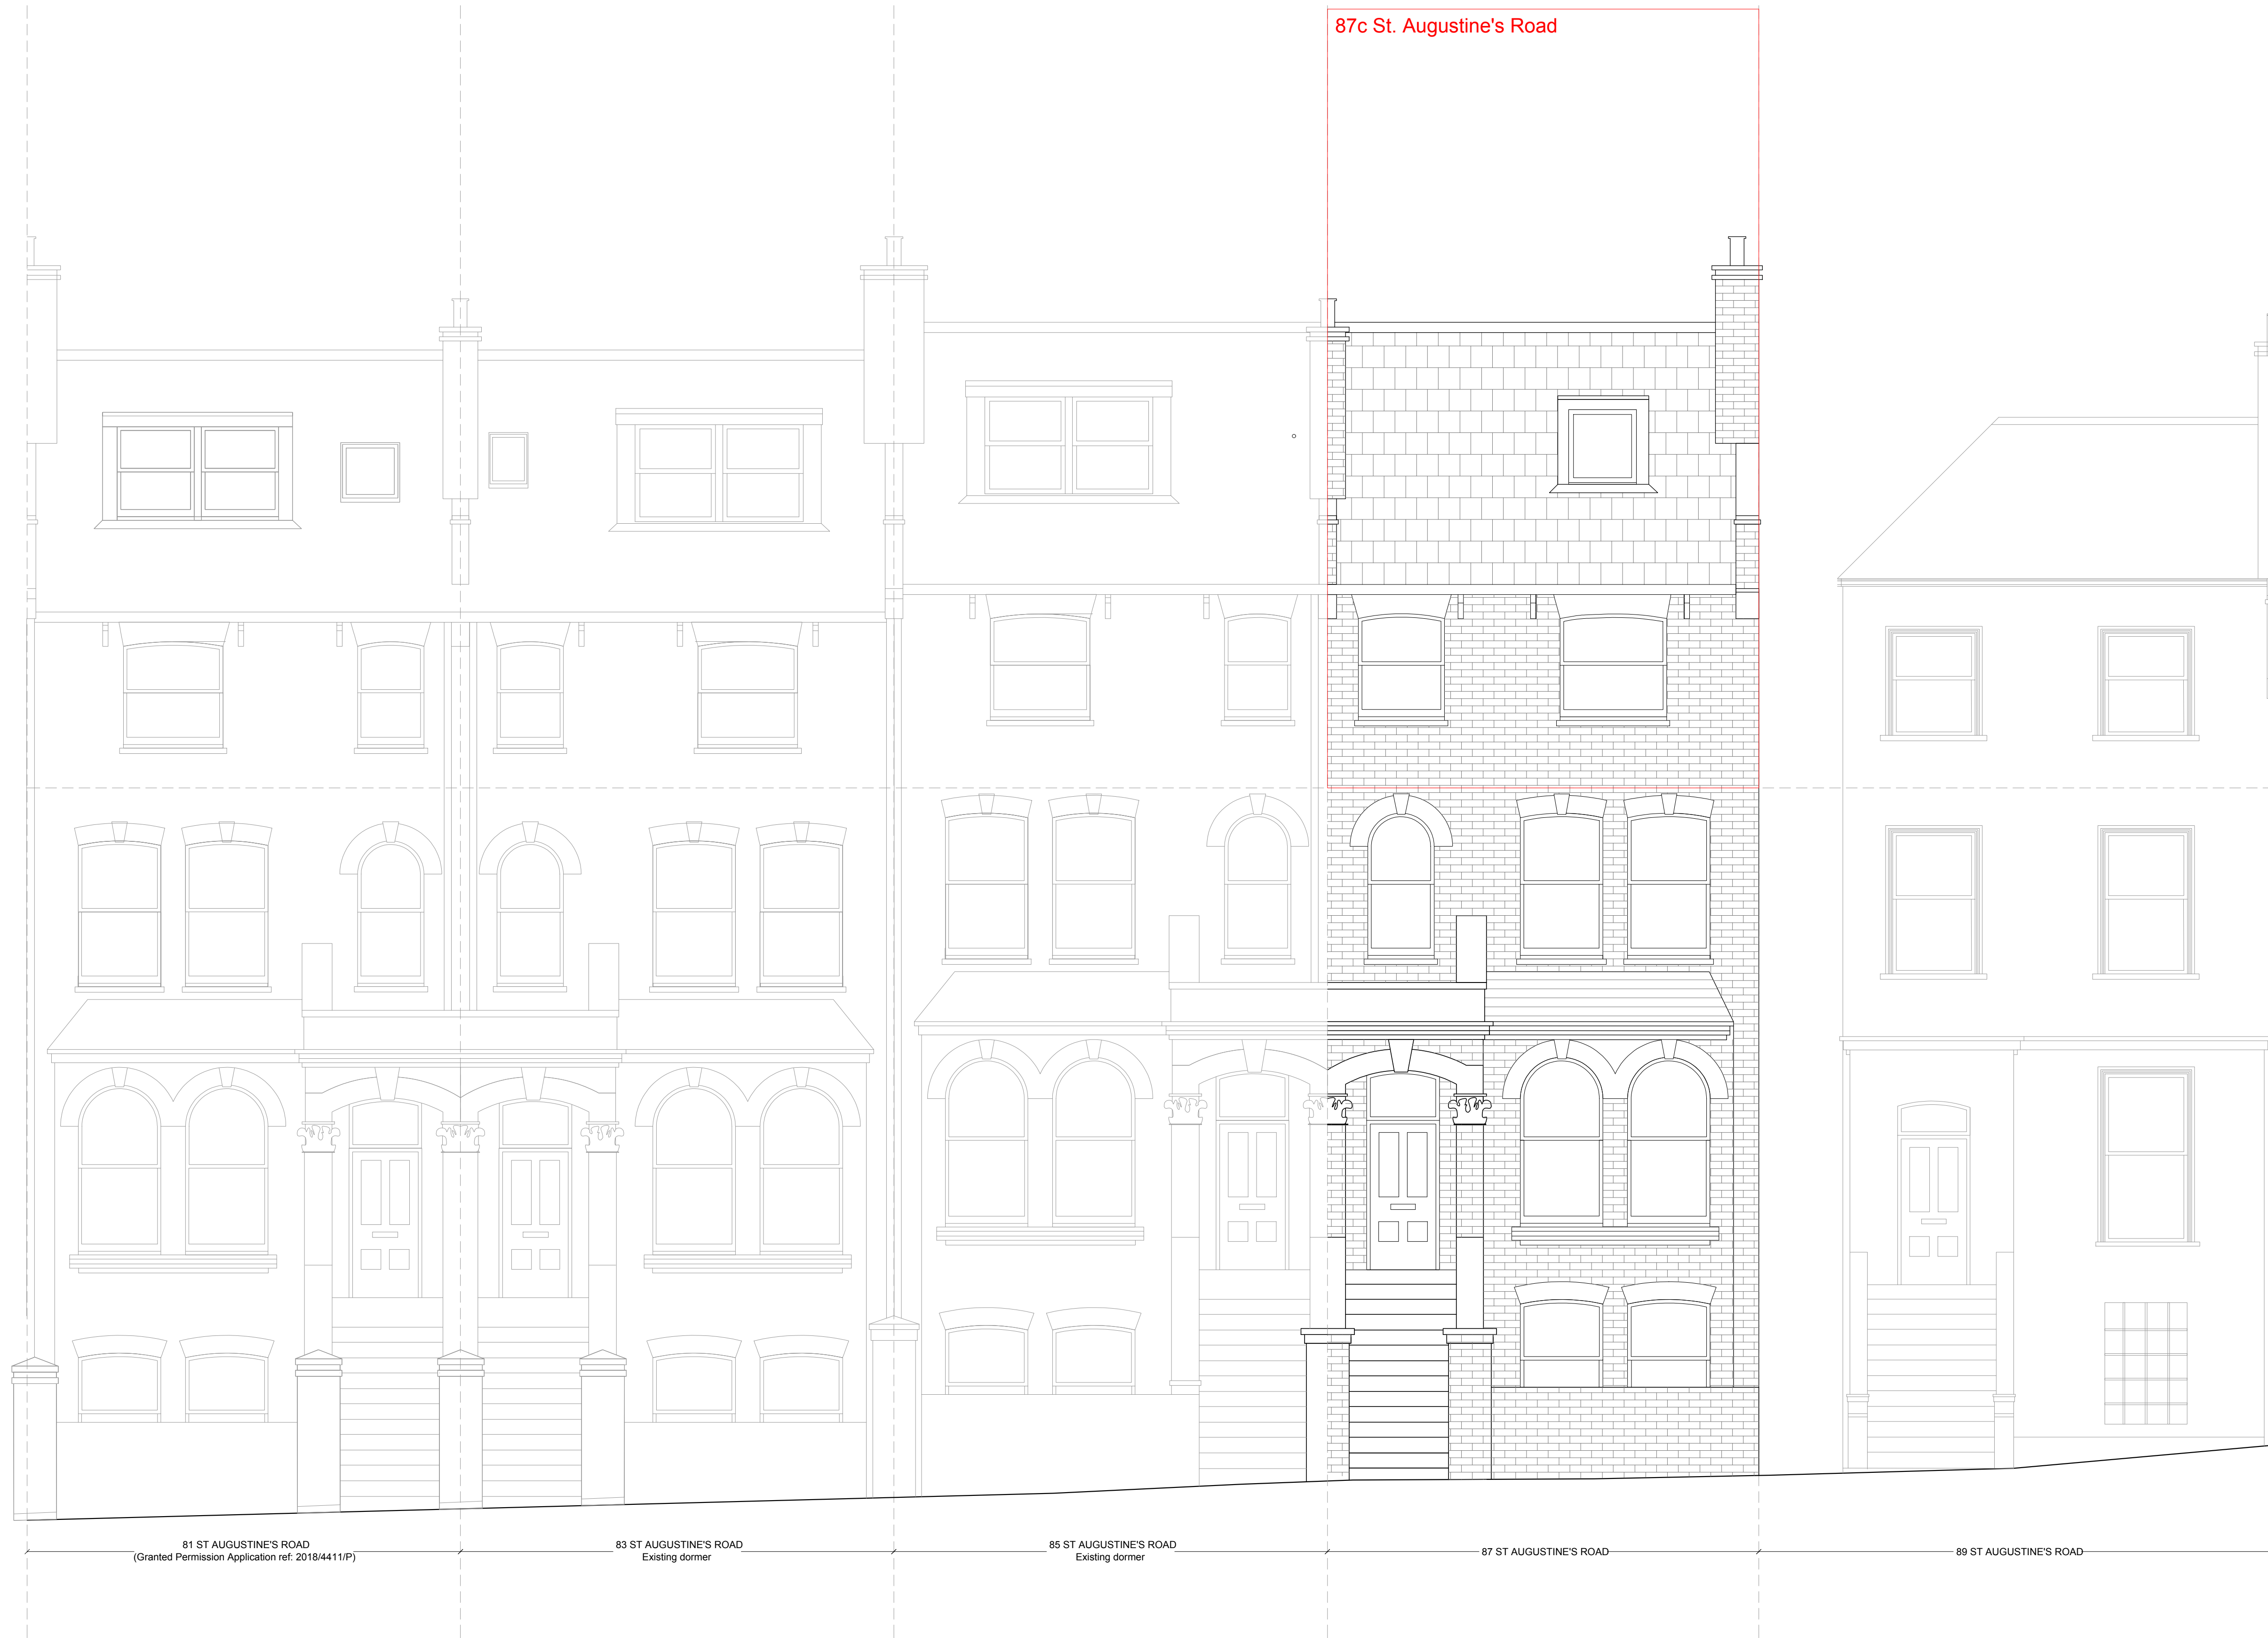 87c St. Augustine's Road
81 ST AUGUSTINE'S ROAD
(Granted Permission Application ref: 2018/4411/P)
83 ST AUGUSTINE'S ROAD
Existing dormer
85 ST AUGUSTINE'S ROAD
Existing dormer
87 ST AUGUSTINE'S ROAD
89 ST AUGUSTINE'S ROAD